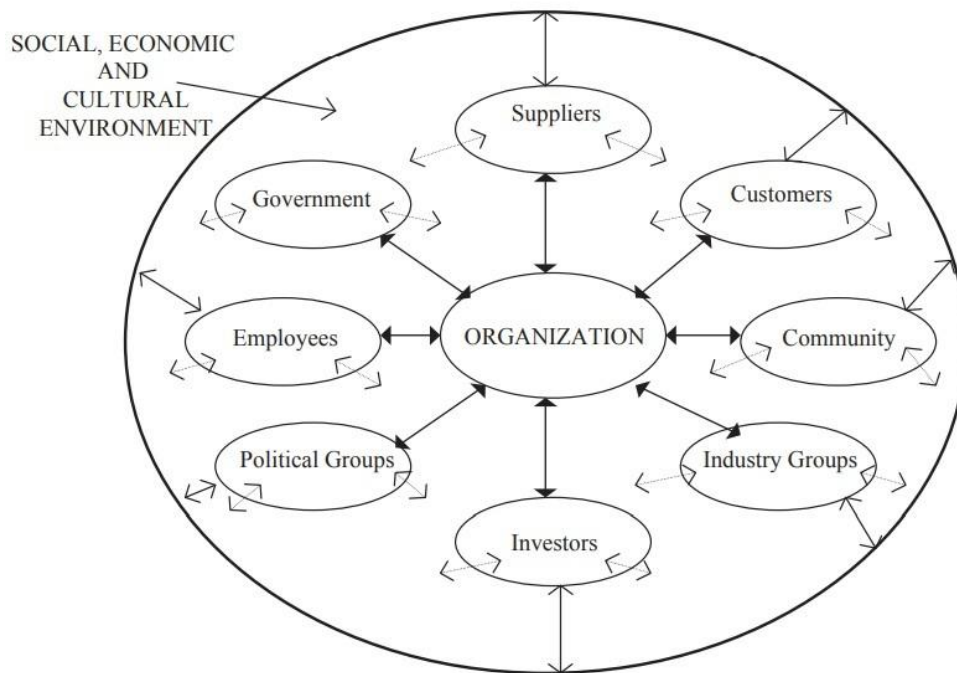 SOCIAL, ECONOMIC
AND
CULTURAL
ENVIRONMENT
Suppliers
Government
Customers
Employees
ORGANIZATION
Community
Political Groups
Industry Groups
Investors